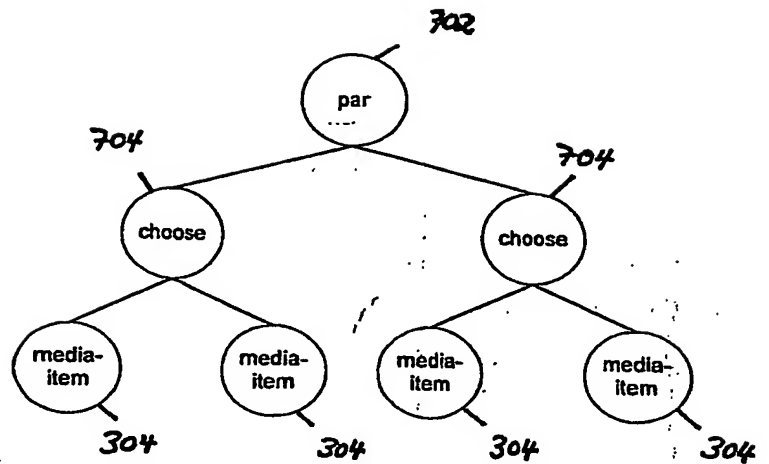 702
par
704
704
choose
choose
media-
item
media-
item
media-
item
media-
item
304
304
304
304